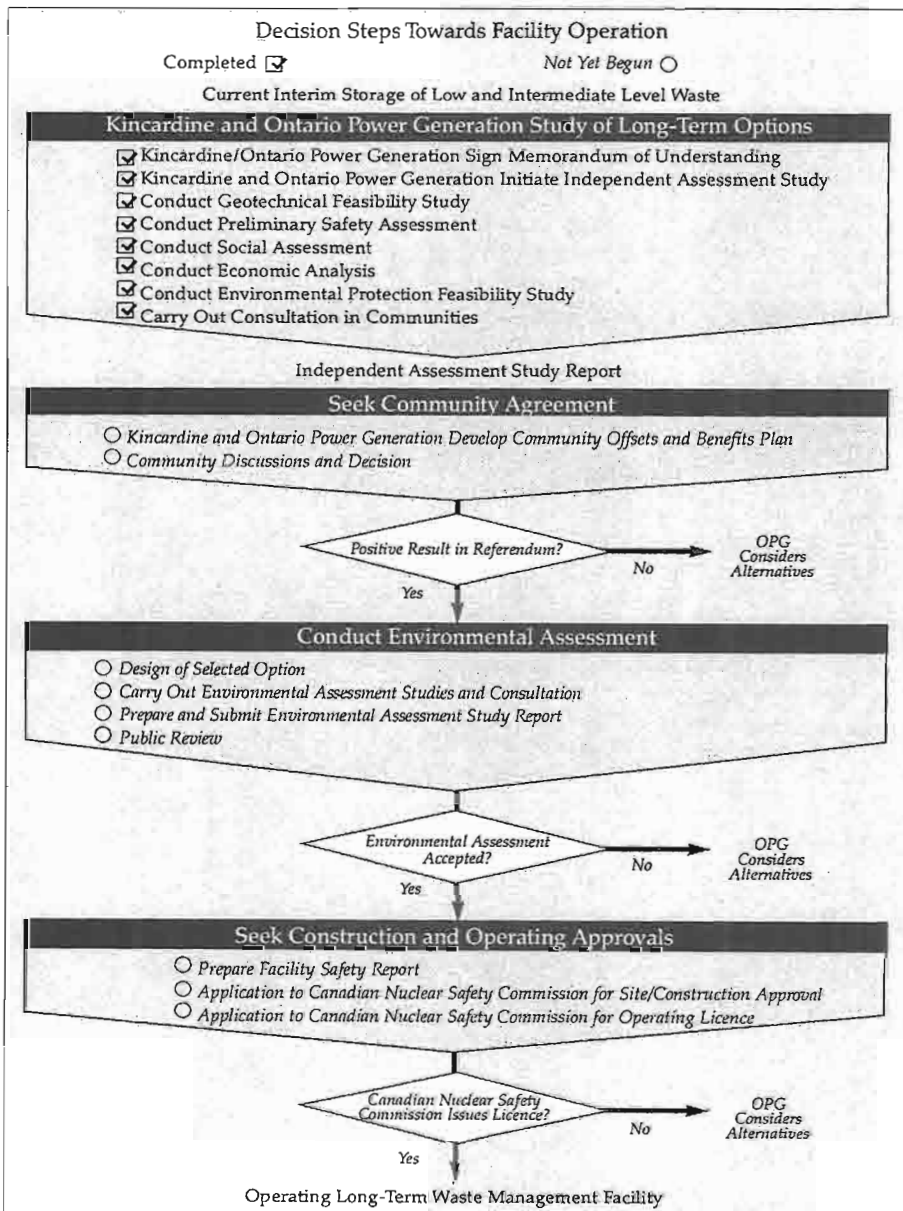 Decision Steps Towards Facility Operation
Completed Not Yet Begun
Current Interim Storage of Low and Intermediate Level Waste
Kincardine and Ontario Power Generation Study of Long-Term Options
Kincardine/Ontario Power Generation Sign Memorandum of Understanding
Kincardine and Ontario Power Generation Initiate Independent Assessment Study
Conduct Geotechnical Feasibility Study
Conduct Preliminary Safety Assessment
Conduct Social Assessment
Conduct Economic Analysis
Conduct Environmental Protection Feasibility Study
Carry Out Consultation in Communities
Independent Assessment Study Report
Seek Community Agreement
Kincardine and Ontario Power Generation Develop Community Offsets and Benefits Plan
Community Discussions and Decision
Positive Result in Referendum?
No
OPG
Considers
Alternatives
Yes
Conduct Environmental Assessment
Design of Selected Option
Carry Out Environmental Assessment Studies and Consultation
Prepare and Submit Environmental Assessment Study Report
Public Review
Environmental Assessment
Accepted?
No
OPG
Considers
Alternatives
Yes
Seek Construction and Operating Approvals
Prepare Facility Safety Report
Application to Canadian Nuclear Safety Commission for Site/Construction Approval
Application to Canadian Nuclear Safety Commission for Operating Licence
Canadian Nuclear Safety
Commission Issues Licence?
No
OPG
Considers
Alternatives
Yes
Operating Long-Term Waste Management Facility